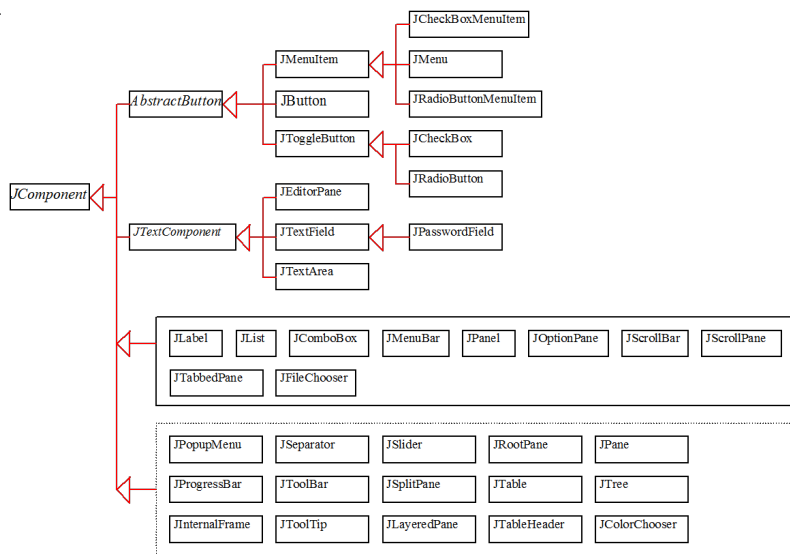 JCheckBoxMenuItem
JMenuItem
JMenu
AbstractButton
JButton
JRadioButtonMenuItem
JToggleButton
JCheckBox
JRadioButton
JComponent
JEditorPane
JTextComponent
JTextField
JPasswordField
JTextArea
JLabel JList JComboBox JMenuBar JPanel JOptionPane JScrollBar JScrollPane
JTabbedPane JFileChooser
JPopupMenu JSeparator JSlider JRootPane JPane
JProgressBar JToolBar JSplitPane JTable JTree
JInternalFrame JToolTip JLayeredPane JTableHeader JColorChooser